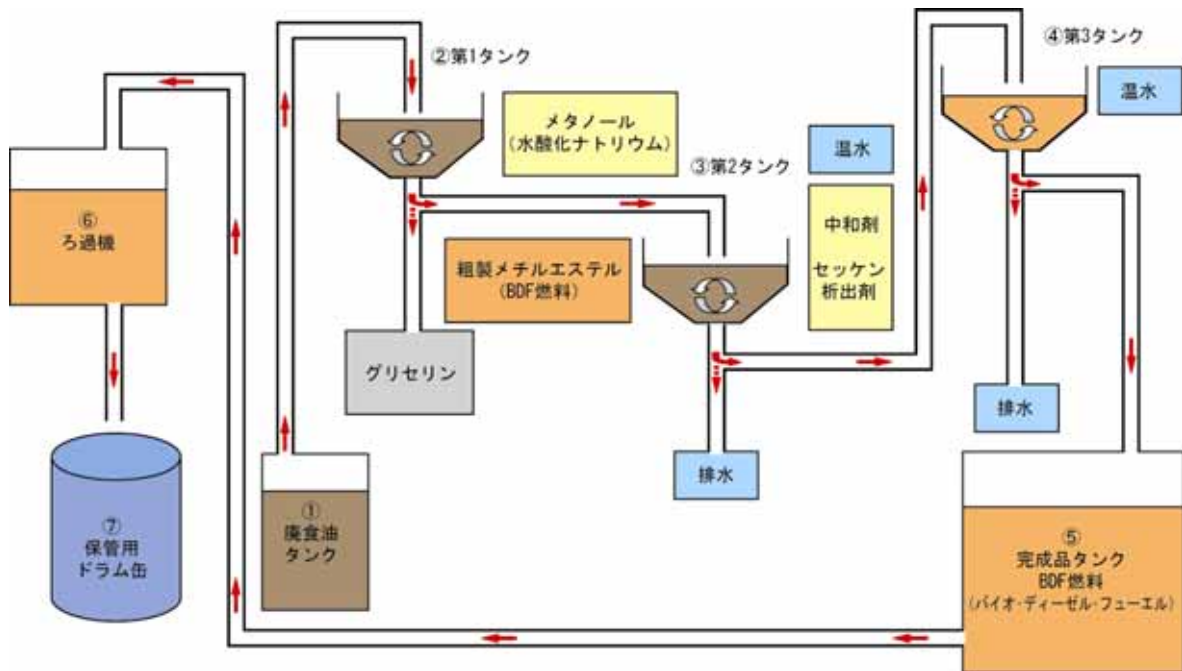 ②第1タンク
メタノール
(水酸化ナトリウム)
④第3タンク
温水
温水
③第2タンク
中和剤
セッケン
析出剤
⑥
ろ過機
粗製メチルエステル
(BDF燃料)
グリセリン
排水
排水
①
廃食油
タンク
⑦
保管用
ドラム缶
⑤
完成品タンク
BDF燃料
(バイオ・ディーゼル・フューエル)